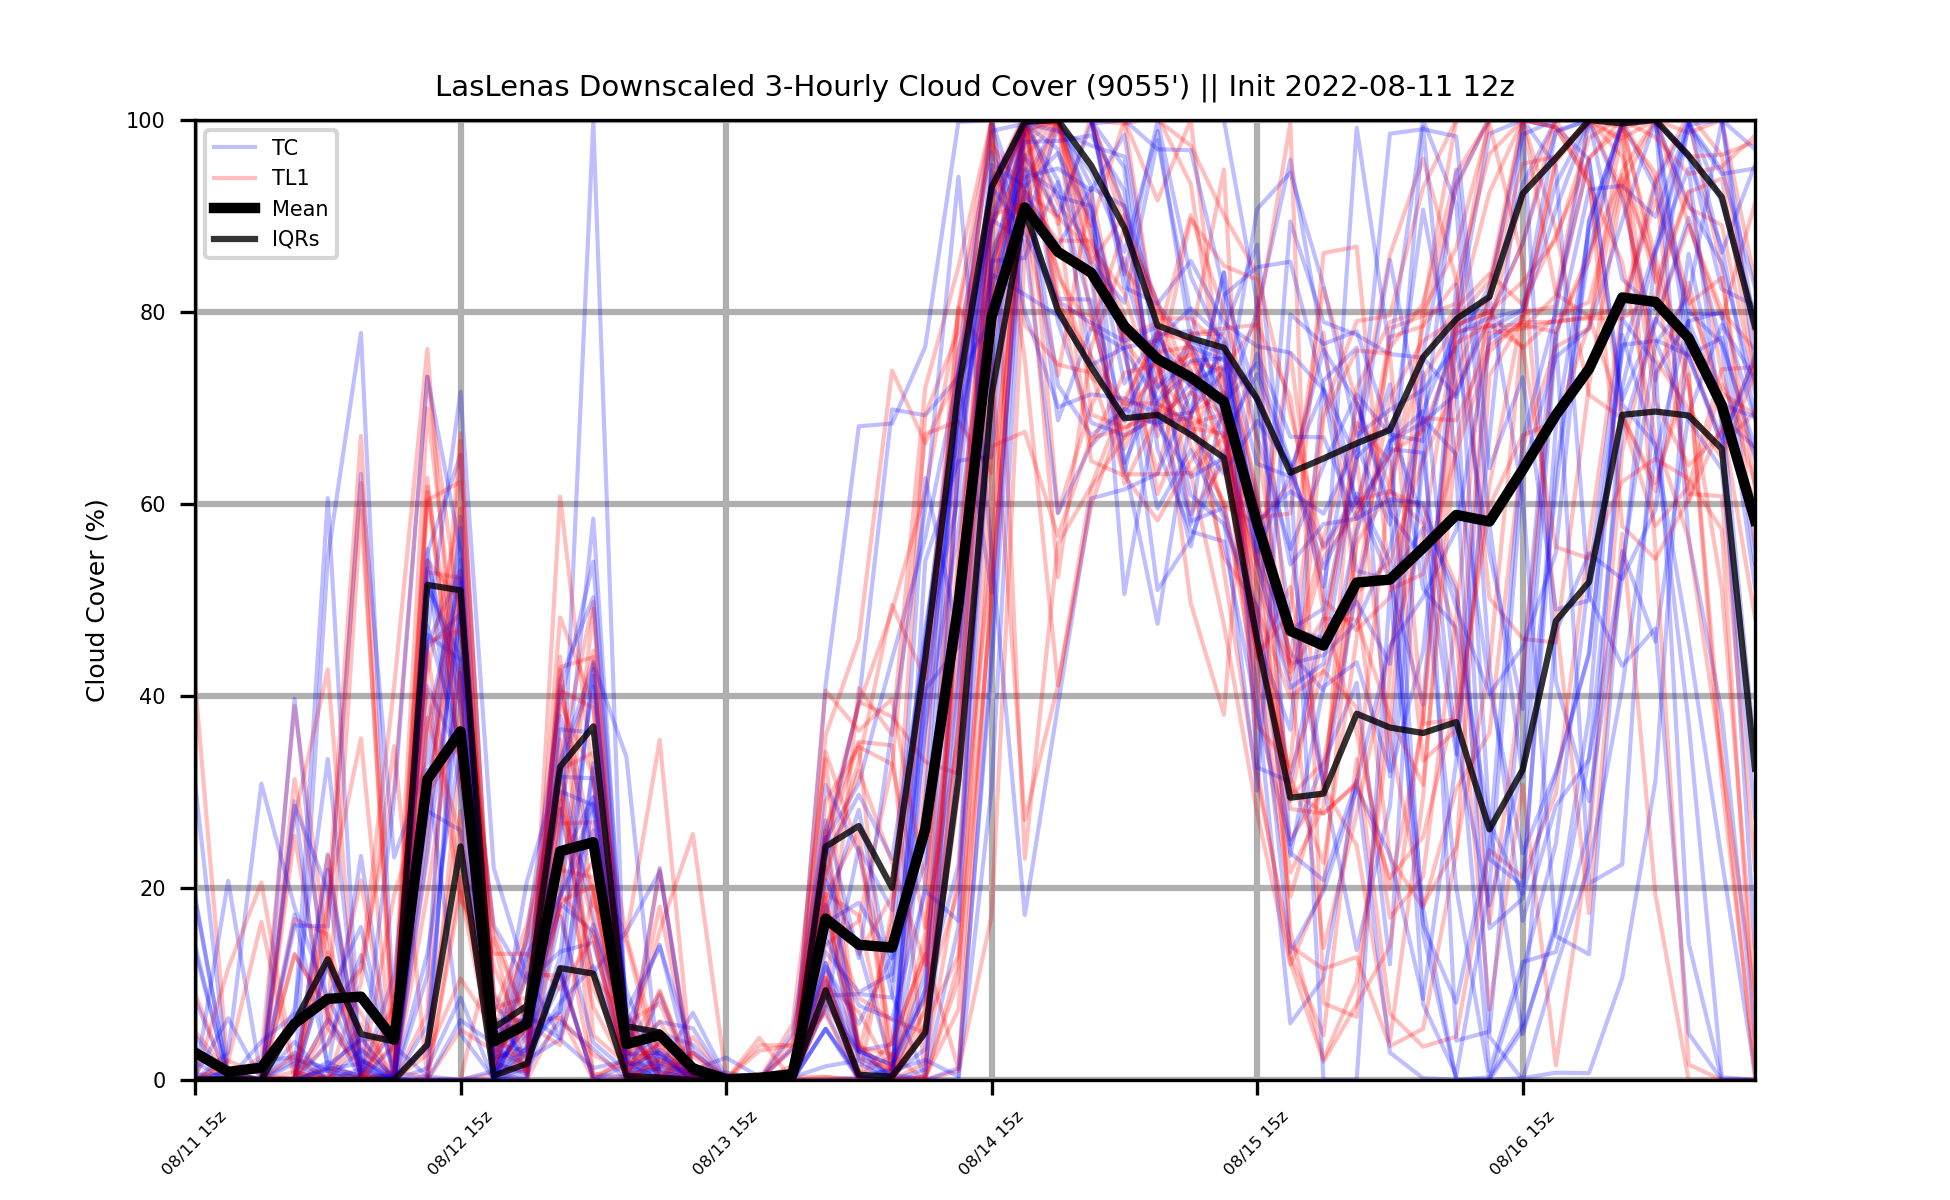 LasLenas Downscaled 3-Hourly Cloud Cover (9055') || Init 2022-08-11 12z
100
80
60
40
20
0
Cloud Cover (%)
TC
TL1
Mean
IQRs
08/11 15z
08/12 15z
08/13 15z
08/14 15z
08/15 15z
08/16 15z